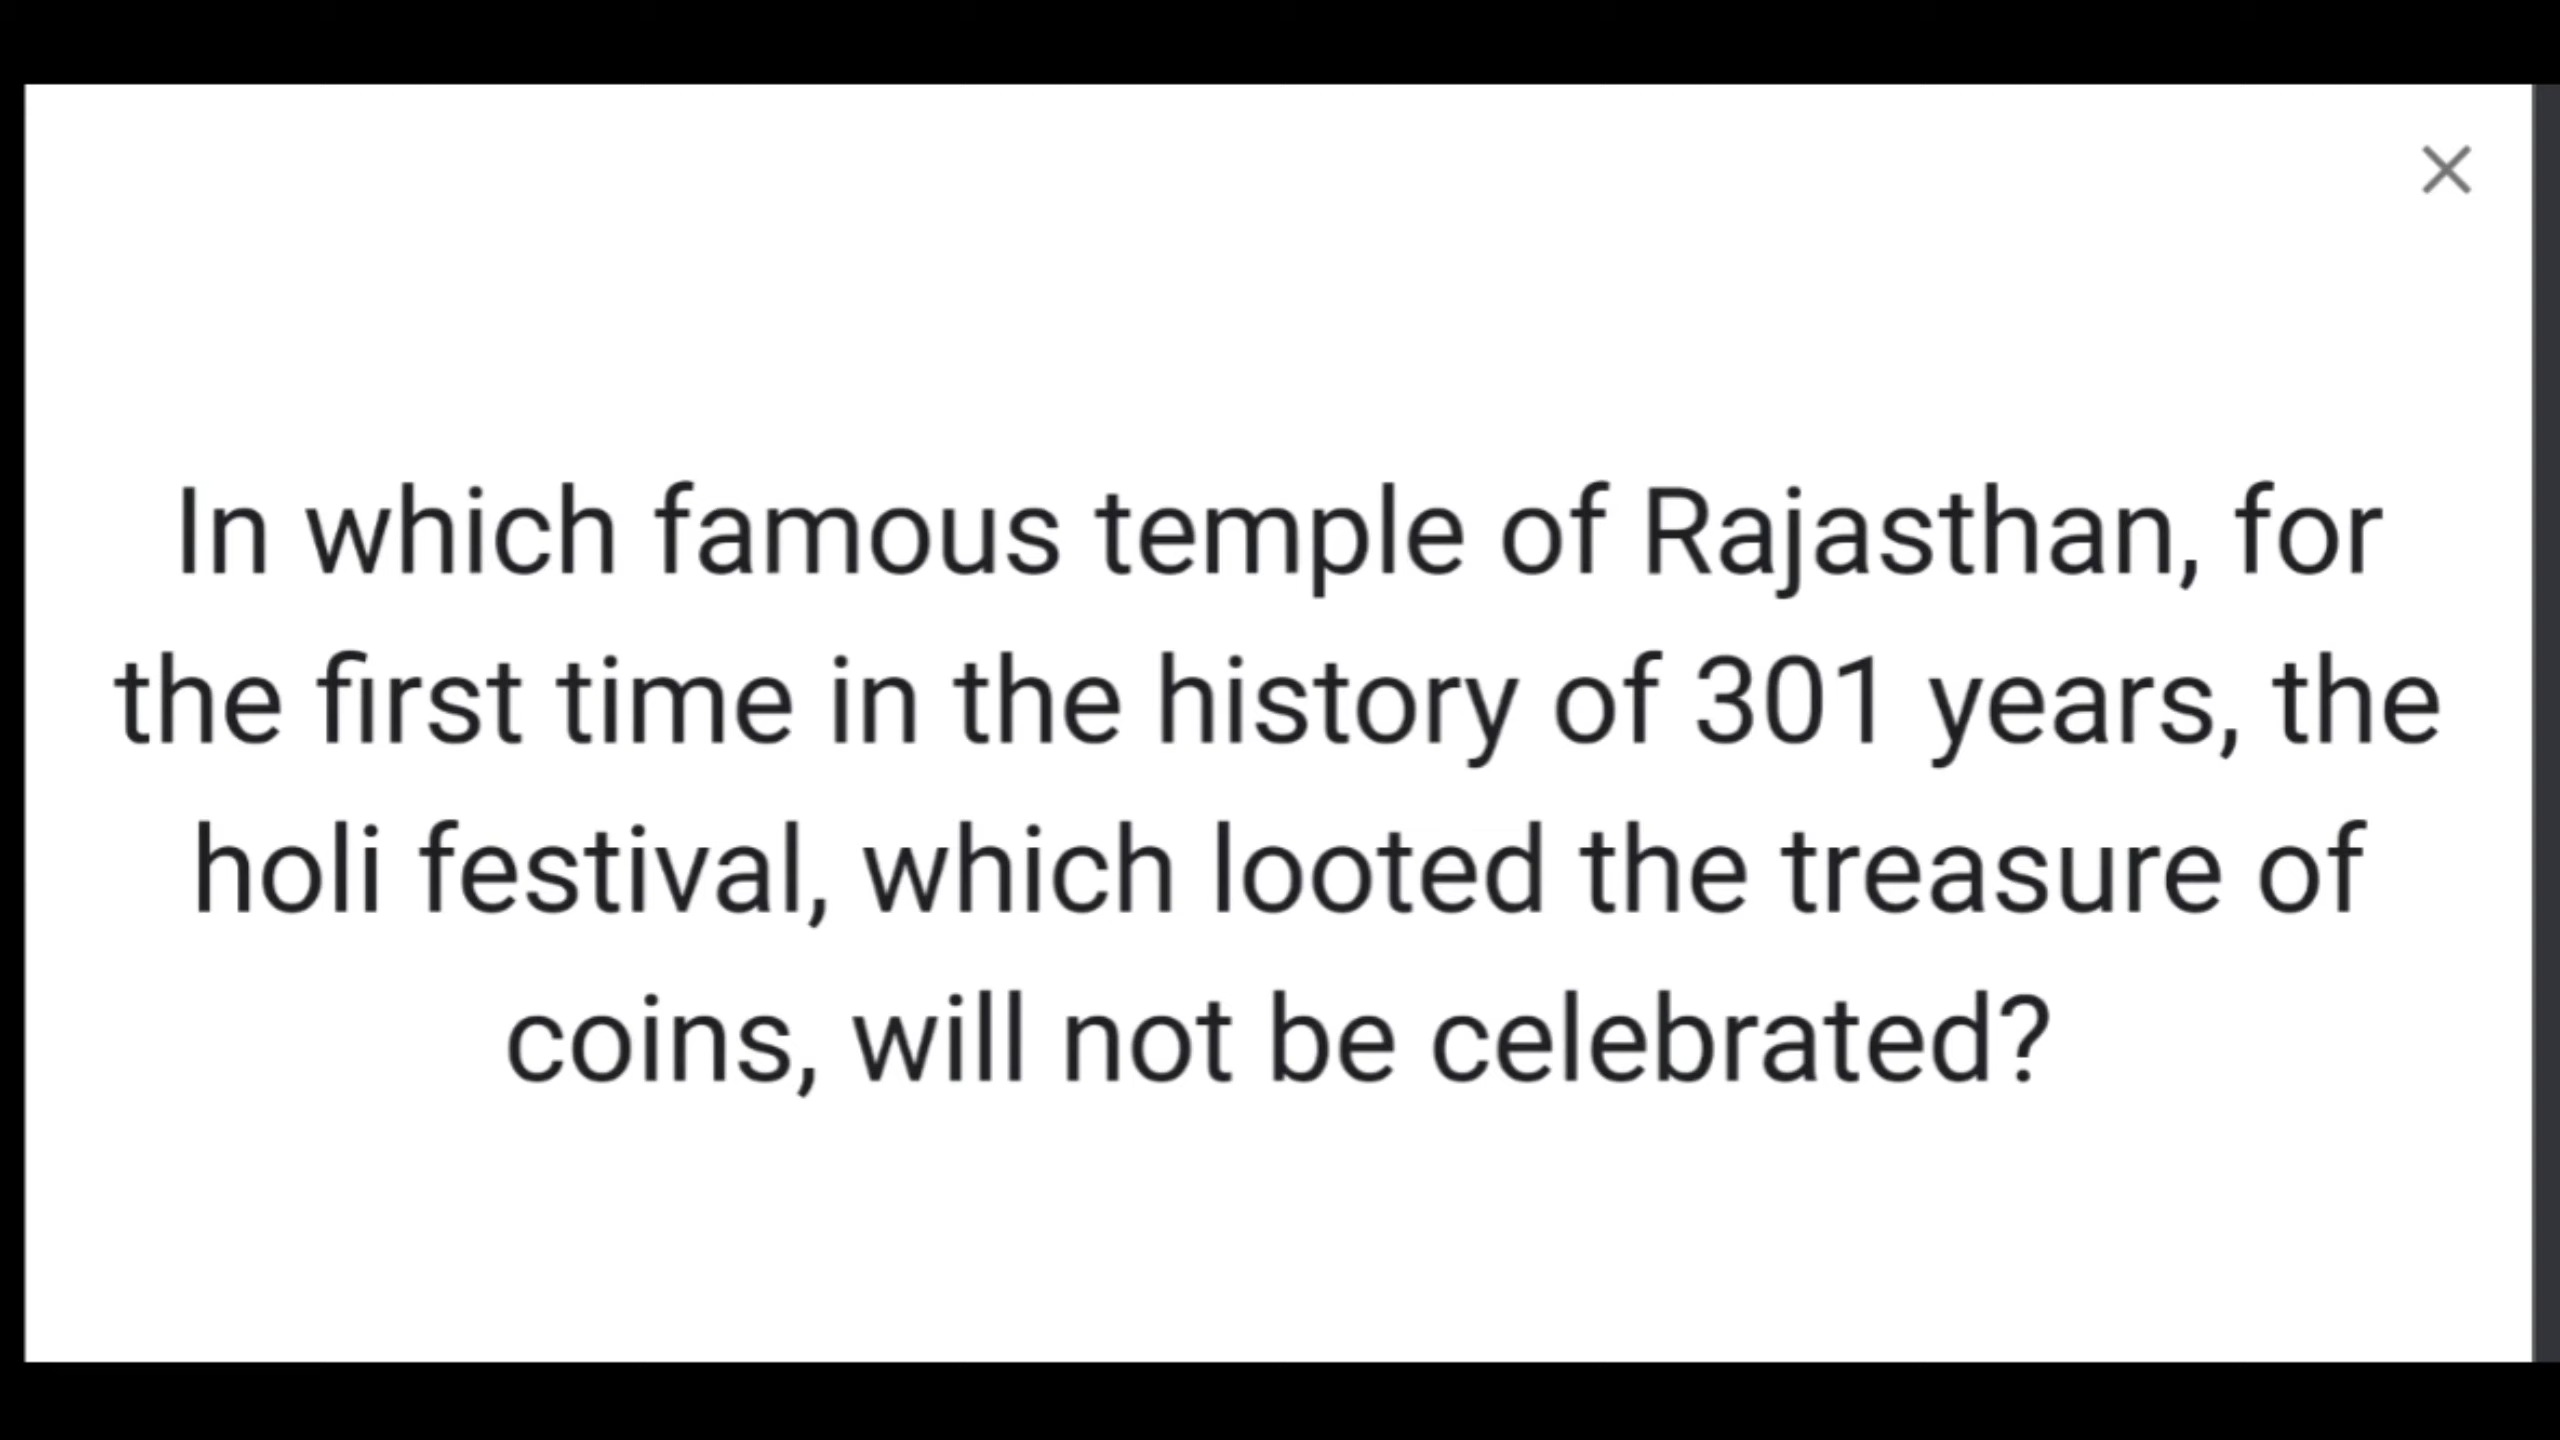 In which famous temple of Rajasthan, for
the first time in the history of 301 years, the
holi festival, which looted the treasure of
coins, will not be celebrated?